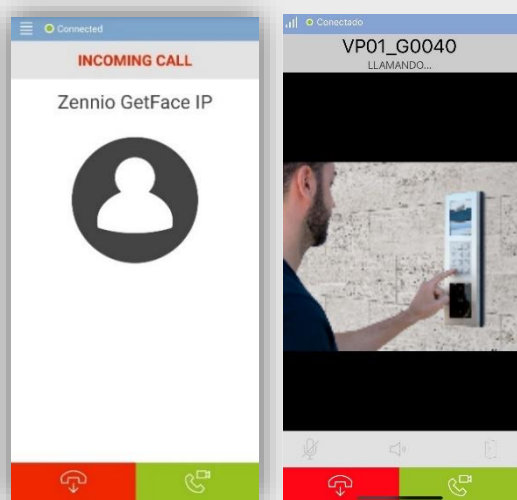 Connected
INCOMING CALL
Zennio GetFace IP
Conectado
VP01_G0040
LLAMANDO...